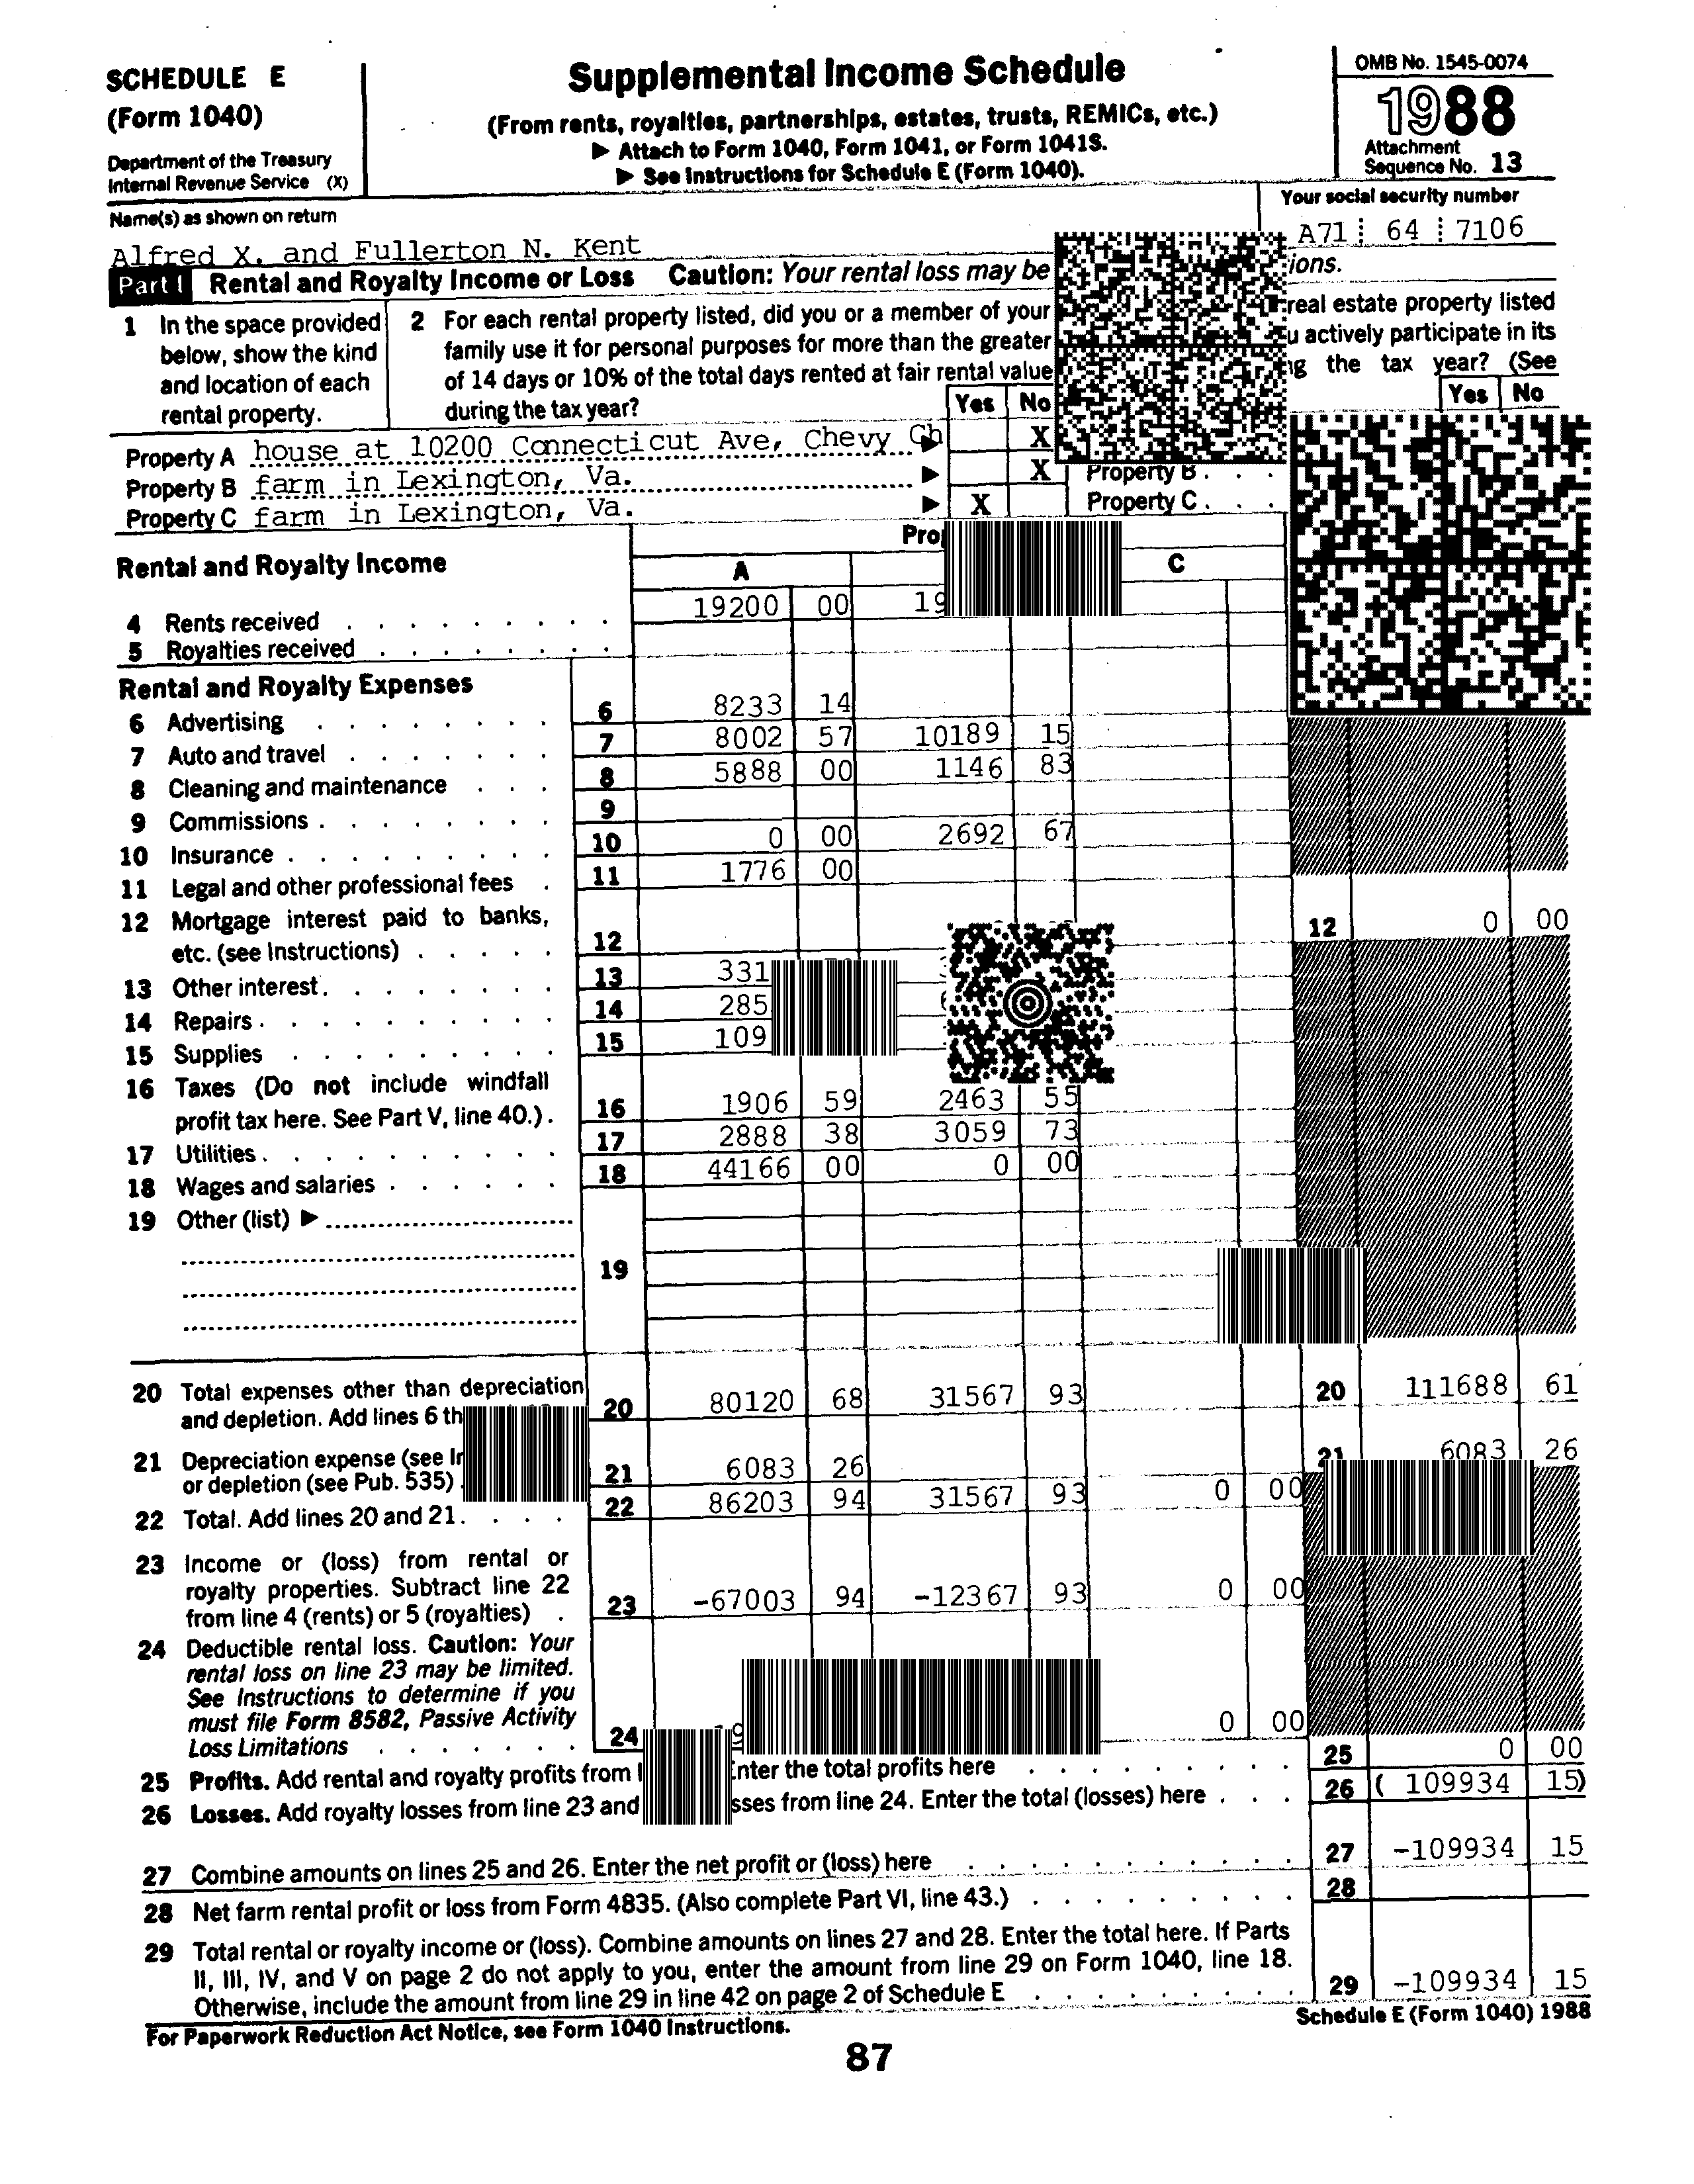 SCHEDULE E
(Form 1040)
Department of the Treasury
Internal Revenue Service (X)
Supplemental Income Schedule
(From rents, royalties, partnerships, estates, trusts, REMICs, etc.)
▶ Attach to Form 1040, Form 1041, or Form 1041S.
▶ See Instructions for Schedule E (Form 1040).
OMB No. 1545-0074
1988
Attachment
Sequence No. 13
Name(s) as shown on return
Your social security number
Alfred X. and Fullerton N. Kent
A71 64 7106
Part I Rental and Royalty Income or Loss Caution: Your rental loss may be
1 In the space provided below, show the kind and location of each rental property.
2 For each rental property listed, did you or a member of your family use it for personal purposes for more than the greater of 14 days or 10% of the total days rented at fair rental value during the tax year?
Yes No
real estate property listed
actively participate in its
the tax year? (See
Yes No
Property A house at 10200 Connecticut Ave, Chevy Ch ▶ X
Property B farm in Lexington, Va. ▶ X Property B
Property C farm in Lexington, Va. ▶ X Property C
Rental and Royalty Income
A C
4 Rents received 19200 00
5 Royalties received
Rental and Royalty Expenses
6 Advertising 6 8233 14
7 Auto and travel 7 8002 57 10189 15
8 Cleaning and maintenance 8 5888 00 1146 83
9 Commissions 9
10 Insurance 10 0 00 2692 67
11 Legal and other professional fees 11 1776 00
12 Mortgage interest paid to banks, etc. (see Instructions) 12 12 0 00
13 Other interest 13 331
14 Repairs 14 285
15 Supplies 15 109
16 Taxes (Do not include windfall profit tax here. See Part V, line 40.) 16 1906 59 2463 55
17 Utilities 17 2888 38 3059 73
18 Wages and salaries 18 44166 00 0 00
19 Other (list) ▶
19
20 Total expenses other than depreciation and depletion. Add lines 6 20 80120 68 31567 93 20 111688 61
21 Depreciation expense (see or depletion (see Pub. 535) 21 6083 26 21 6083 26
22 Total. Add lines 20 and 21. 22 86203 94 31567 93 0 00
23 Income or (loss) from rental or royalty properties. Subtract line 22 from line 4 (rents) or 5 (royalties) 23 -67003 94 -12367 93 0 00
24 Deductible rental loss. Caution: Your rental loss on line 23 may be limited. See Instructions to determine if you must file Form 8582, Passive Activity Loss Limitations 24 0 00
25 Profits. Add rental and royalty profits from Enter the total profits here 25 0 00
26 Losses. Add royalty losses from line 23 and from line 24. Enter the total (losses) here 26 ( 109934 15)
27 Combine amounts on lines 25 and 26. Enter the net profit or (loss) here 27 -109934 15
28 Net farm rental profit or loss from Form 4835. (Also complete Part VI, line 43.) 28
29 Total rental or royalty income or (loss). Combine amounts on lines 27 and 28. Enter the total here. If Parts
II, III, IV, and V on page 2 do not apply to you, enter the amount from line 29 on Form 1040, line 18.
Otherwise, include the amount from line 29 in line 42 on page 2 of Schedule E 29 -109934 15
For Paperwork Reduction Act Notice, see Form 1040 Instructions.
Schedule E (Form 1040) 1988
87